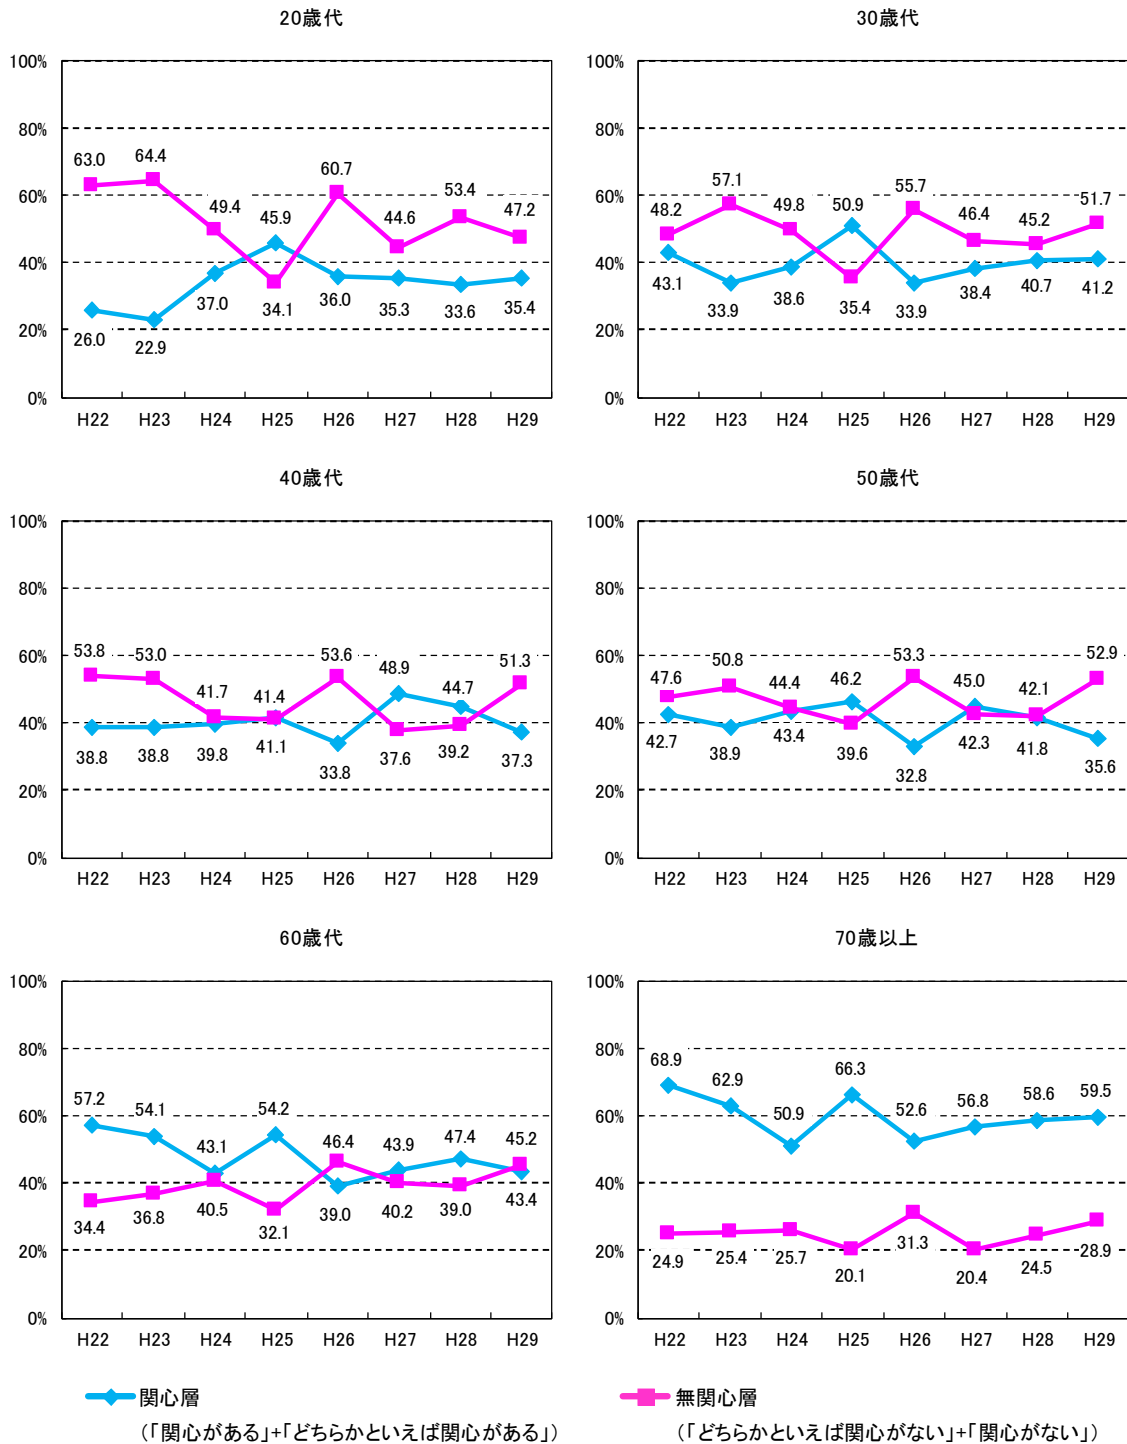 20歳代
100%
80%
60%
40%
20%
0%
63.0 64.4 49.4 45.9 60.7 44.6 53.4 47.2
26.0 22.9 37.0 34.1 36.0 35.3 33.6 35.4
H22 H23 H24 H25 H26 H27 H28 H29
30歳代
100%
80%
60%
40%
20%
0%
48.2 57.1 49.8 50.9 55.7 46.4 45.2 51.7
43.1 33.9 38.6 35.4 33.9 38.4 40.7 41.2
H22 H23 H24 H25 H26 H27 H28 H29
40歳代
100%
80%
60%
40%
20%
0%
53.8 53.0 41.7 41.4 53.6 48.9 44.7 51.3
38.8 38.8 39.8 41.1 33.8 37.6 39.2 37.3
H22 H23 H24 H25 H26 H27 H28 H29
50歳代
100%
80%
60%
40%
20%
0%
47.6 50.8 44.4 46.2 53.3 45.0 42.1 52.9
42.7 38.9 43.4 39.6 32.8 42.3 41.8 35.6
H22 H23 H24 H25 H26 H27 H28 H29
60歳代
100%
80%
60%
40%
20%
0%
57.2 54.1 43.1 54.2 46.4 43.9 47.4 45.2
34.4 36.8 40.5 32.1 39.0 40.2 39.0 43.4
H22 H23 H24 H25 H26 H27 H28 H29
70歳以上
100%
80%
60%
40%
20%
0%
68.9 62.9 50.9 66.3 52.6 56.8 58.6 59.5
24.9 25.4 25.7 20.1 31.3 20.4 24.5 28.9
H22 H23 H24 H25 H26 H27 H28 H29
関心層
(「関心がある」+「どちらかといえば関心がある」)
無関心層
(「どちらかといえば関心がない」+「関心がない」)